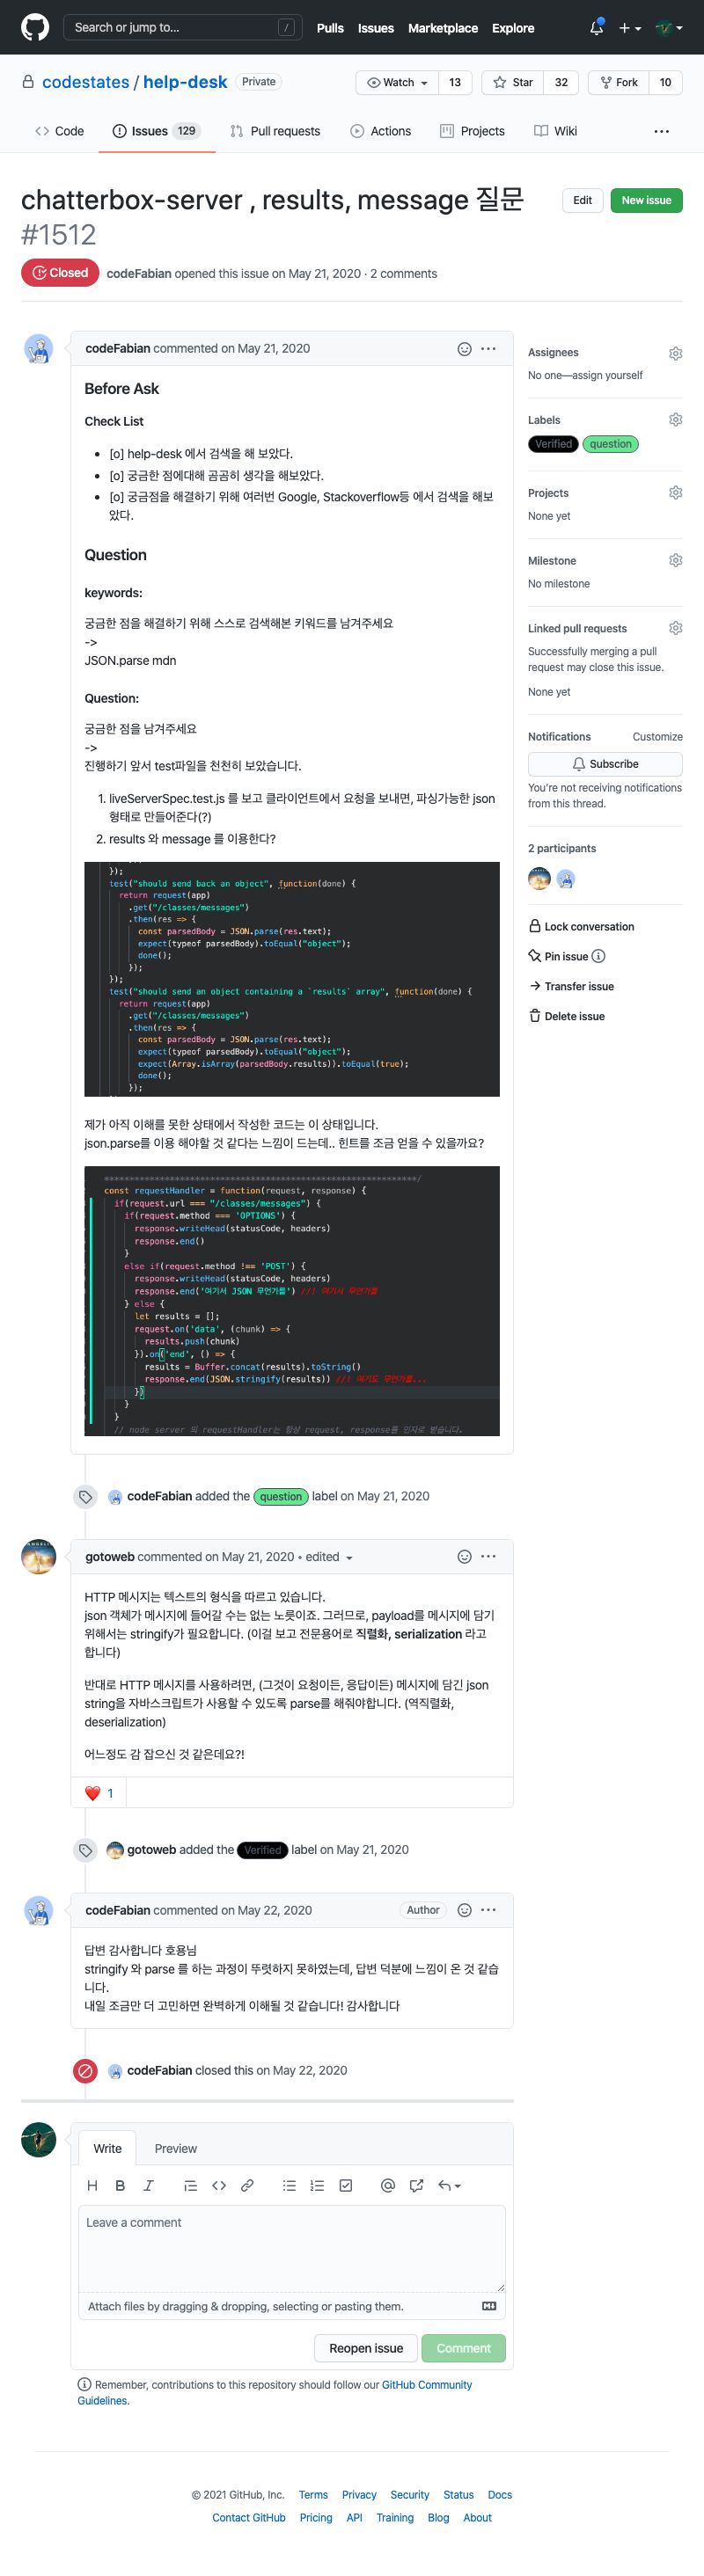 Search or jump to...
/
Pulls
Issues
Marketplace
Explore
codestates / help-desk
Private
Watch
13
Star
32
Fork
10
Code
Issues 129
Pull requests
Actions
Projects
Wiki
chatterbox-server , results, message 질문
#1512
Edit
New issue
Closed
codeFabian opened this issue on May 21, 2020 · 2 comments
codeFabian commented on May 21, 2020
Before Ask
Check List
[o] help-desk 에서 검색을 해 보았다.
[o] 궁금한 점에대해 곰곰히 생각을 해보았다.
[o] 궁금점을 해결하기 위해 여러번 Google, Stackoverflow등 에서 검색을 해보
았다.
Question
keywords:
궁금한 점을 해결하기 위해 스스로 검색해본 키워드를 남겨주세요
->
JSON.parse mdn
Question:
궁금한 점을 남겨주세요
->
진행하기 앞서 test파일을 천천히 보았습니다.
1. liveServerSpec.test.js 를 보고 클라이언트에서 요청을 보내면, 파싱가능한 json
형태로 만들어준다(?)
2. results 와 message 를 이용한다?
});
test("should send back an object", function(done) {
return request(app)
.get("/classes/messages")
.then(res => {
const parsedBody = JSON.parse(res.text);
expect(typeof parsedBody).toEqual("object");
done();
});
});
test("should send an object containing a `results` array", function(done) {
return request(app)
.get("/classes/messages")
.then(res => {
const parsedBody = JSON.parse(res.text);
expect(typeof parsedBody).toEqual("object");
expect(Array.isArray(parsedBody.results)).toEqual(true);
done();
});
제가 아직 이해를 못한 상태에서 작성한 코드는 이 상태입니다.
json.parse를 이용 해야할 것 같다는 느낌이 드는데.. 힌트를 조금 얻을 수 있을까요?
const requestHandler = function(request, response) {
if(request.url === "/classes/messages") {
if(request.method === 'OPTIONS') {
response.writeHead(statusCode, headers)
response.end()
}
else if(request.method !== 'POST') {
response.writeHead(statusCode, headers)
response.end('여기서 JSON 무언가를') //! 여기서 무언가를
} else {
let results = [];
request.on('data', (chunk) => {
results.push(chunk)
}).on('end', () => {
results = Buffer.concat(results).toString()
response.end(JSON.stringify(results)) //! 여기도 무언가를...
})
}
}
// node server 의 requestHandler는 항상 request, response를 인자로 받습니다.
codeFabian added the question label on May 21, 2020
gotoweb commented on May 21, 2020 • edited
HTTP 메시지는 텍스트의 형식을 따르고 있습니다.
json 객체가 메시지에 들어갈 수는 없는 노릇이죠. 그러므로, payload를 메시지에 담기
위해서는 stringify가 필요합니다. (이걸 보고 전문용어로 직렬화, serialization 라고
합니다)
반대로 HTTP 메시지를 사용하려면, (그것이 요청이든, 응답이든) 메시지에 담긴 json
string을 자바스크립트가 사용할 수 있도록 parse를 해줘야합니다. (역직렬화,
deserialization)
어느정도 감 잡으신 것 같은데요?!
❤️ 1
gotoweb added the Verified label on May 21, 2020
codeFabian commented on May 22, 2020
Author
답변 감사합니다 호용님
stringify 와 parse 를 하는 과정이 뚜렷하지 못하였는데, 답변 덕분에 느낌이 온 것 같습
니다.
내일 조금만 더 고민하면 완벽하게 이해될 것 같습니다! 감사합니다
codeFabian closed this on May 22, 2020
Write
Preview
Leave a comment
Attach files by dragging & dropping, selecting or pasting them.
Reopen issue
Comment
Remember, contributions to this repository should follow our GitHub Community
Guidelines.
Assignees
No one—assign yourself
Labels
Verified
question
Projects
None yet
Milestone
No milestone
Linked pull requests
Successfully merging a pull
request may close this issue.
None yet
Notifications
Customize
Subscribe
You're not receiving notifications
from this thread.
2 participants
Lock conversation
Pin issue
Transfer issue
Delete issue
© 2021 GitHub, Inc.
Terms
Privacy
Security
Status
Docs
Contact GitHub
Pricing
API
Training
Blog
About